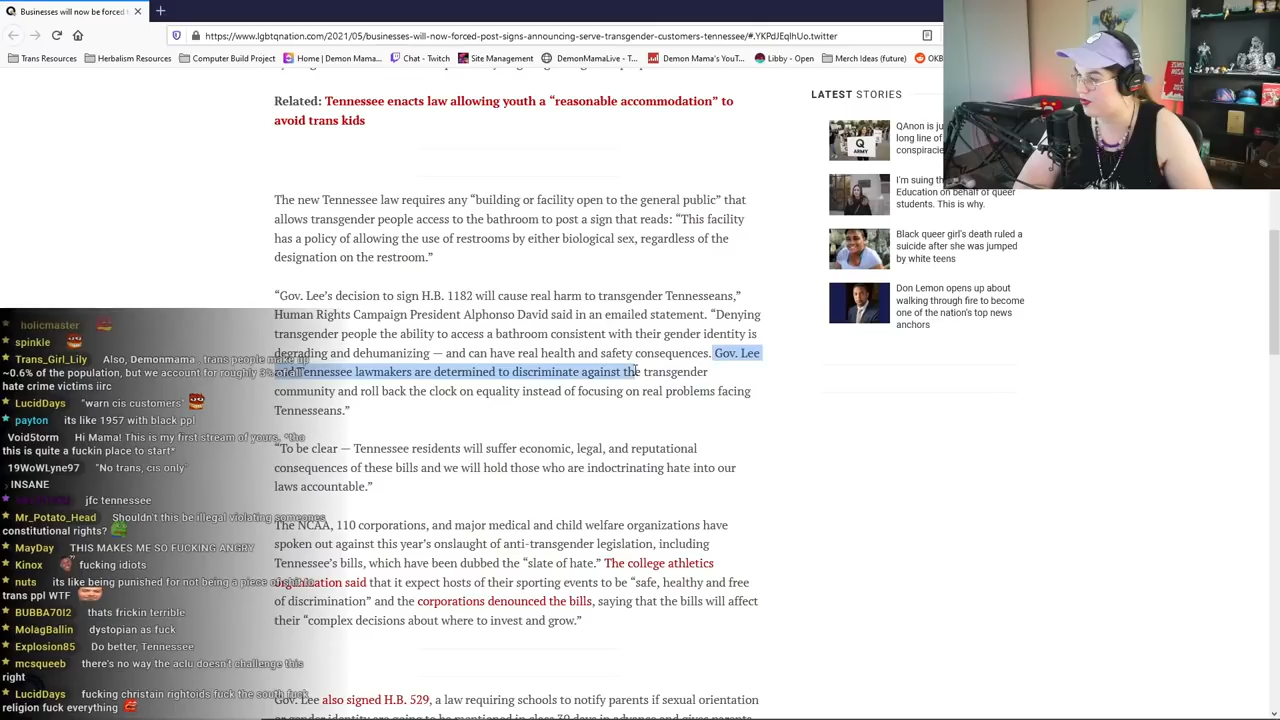 Businesses will now be forced
https://www.lgbtqnation.com/2021/05/businesses-will-now-forced-post-signs-announcing-serve-transgender-customers-tennessee/#.YKPdJEqlhUo.twitter
Trans Resources
Herbalism Resources
Computer Build Project
Home | Demon Mama...
Chat - Twitch
Site Management
DemonMamaLive - T...
Demon Mama's YouT...
Libby - Open
Merch Ideas (future)
OKB
Related: Tennessee enacts law allowing youth a “reasonable accommodation” to
avoid trans kids
The new Tennessee law requires any “building or facility open to the general public” that
allows transgender people access to the bathroom to post a sign that reads: “This facility
has a policy of allowing the use of restrooms by either biological sex, regardless of the
designation on the restroom.”
“Gov. Lee’s decision to sign H.B. 1182 will cause real harm to transgender Tennesseans,”
Human Rights Campaign President Alphonso David said in an emailed statement. “Denying
transgender people the ability to access a bathroom consistent with their gender identity is
degrading and dehumanizing — and can have real health and safety consequences. Gov. Lee
and Tennessee lawmakers are determined to discriminate against the transgender
community and roll back the clock on equality instead of focusing on real problems facing
Tennesseans.”
“To be clear — Tennessee residents will suffer economic, legal, and reputational
consequences of these bills and we will hold those who are indoctrinating hate into our
laws accountable.”
The NCAA, 110 corporations, and major medical and child welfare organizations have
spoken out against this year’s onslaught of anti-transgender legislation, including
Tennessee’s bills, which have been dubbed the “slate of hate.” The college athletics
organization said that it expect hosts of their sporting events to be “safe, healthy and free
of discrimination” and the corporations denounced the bills, saying that the bills will affect
their “complex decisions about where to invest and grow.”
Gov. Lee also signed H.B. 529, a law requiring schools to notify parents if sexual orientation
or gender identity are going to be mentioned in class 30 days in advance and gives parents
LATEST STORIES
QAnon is ju
long line of
conspiracie
I'm suing th
Education on behalf of queer
students. This is why.
Black queer girl's death ruled a
suicide after she was jumped
by white teens
Don Lemon opens up about
walking through fire to become
one of the nation's top news
anchors
Q
ARMY
holicmaster
spinkle
Trans_Girl_Lily Also, Demonmama , trans people make up
~0.6% of the population, but we account for roughly 3% of all
hate crime victims iirc
LucidDays "warn cis customers"
payton its like 1957 with black ppl
Void5torm Hi Mama! This is my first stream of yours. *tho
this is quite a fuckin place to start*
19WoWLyne97 "No trans, cis only"
INSANE
jfc tennessee
Mr_Potato_Head Shouldn't this be illegal violating someones
constitutional rights?
MayDay THIS MAKES ME SO FUCKING ANGRY
Kinox fucking idiots
nuts its like being punished for not being a piece of shit to
trans ppl WTF
BUBBA70I2 thats frickin terrible
MolagBallin dystopian as fuck
Explosion85 Do better, Tennessee
mcsqueeb there's no way the aclu doesn't challenge this
right
LucidDays fucking christain rightoids fuck the south fuck
religion fuck everything